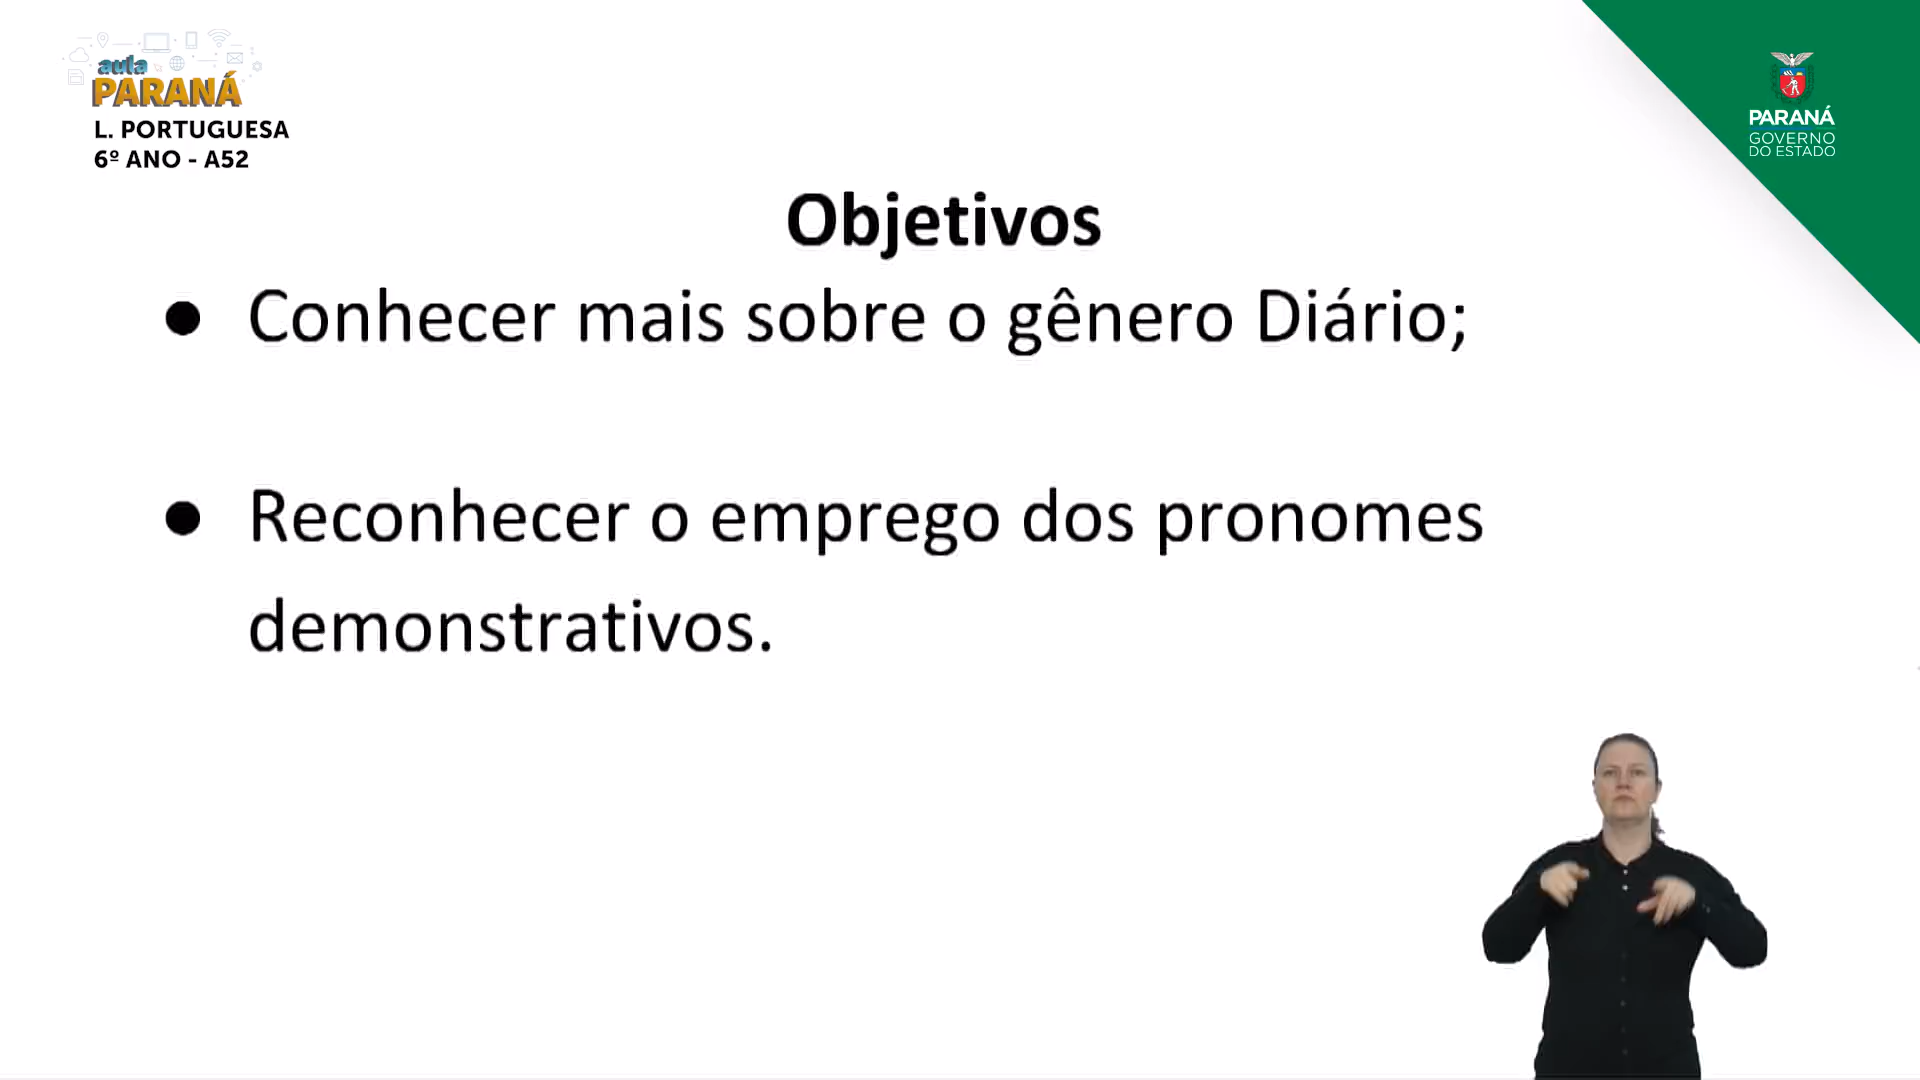 aula
PARANÁ
L. PORTUGUESA
6º ANO - A52
PARANÁ
GOVERNO
DO ESTADO
Objetivos
● Conhecer mais sobre o gênero Diário;
● Reconhecer o emprego dos pronomes
demonstrativos.